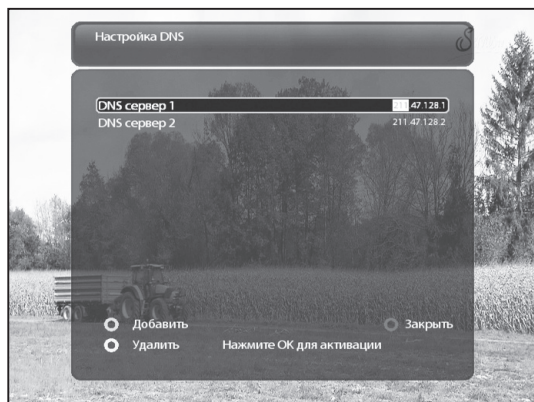 Настройка DNS
DNS сервер 1 211.47.128.1
DNS сервер 2 211.47.128.2
Добавить Закрыть
Удалить Нажмите ОК для активации